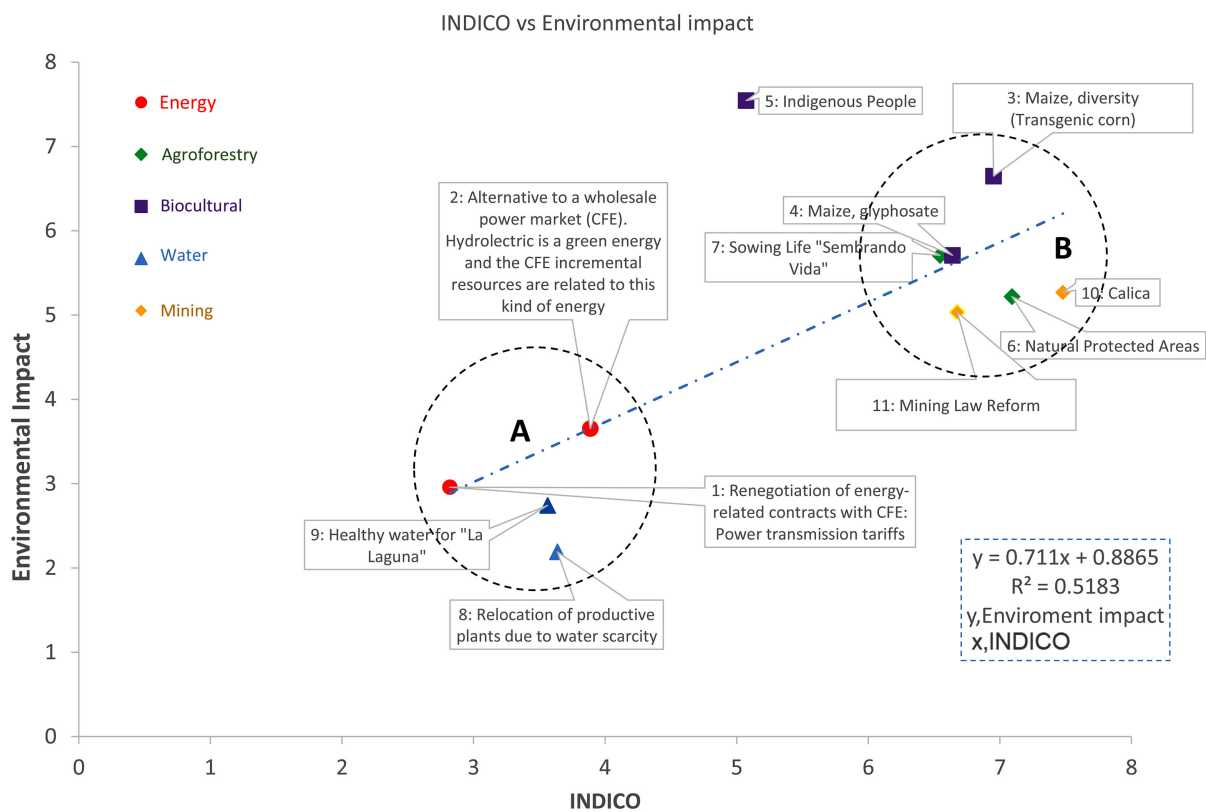 INDICO vs Environmental impact
8
7
6
5
4
3
2
1
0
Environmental Impact
Energy
Agroforestry
Biocultural
Water
Mining
5: Indigenous People
3: Maize, diversity
(Transgenic corn)
2: Alternative to a wholesale
power market (CFE).
Hydrolectric is a green energy
and the CFE incremental
resources are related to this
kind of energy
4: Maize, glyphosate
7: Sowing Life "Sembrando
Vida"
B
10: Calica
6: Natural Protected Areas
11: Mining Law Reform
A
1: Renegotiation of energy-
related contracts with CFE:
Power transmission tariffs
9: Healthy water for "La
Laguna"
8: Relocation of productive
plants due to water scarcity
y = 0.711x + 0.8865
R² = 0.5183
y,Enviroment impact
x,INDICO
0 1 2 3 4 5 6 7 8
INDICO